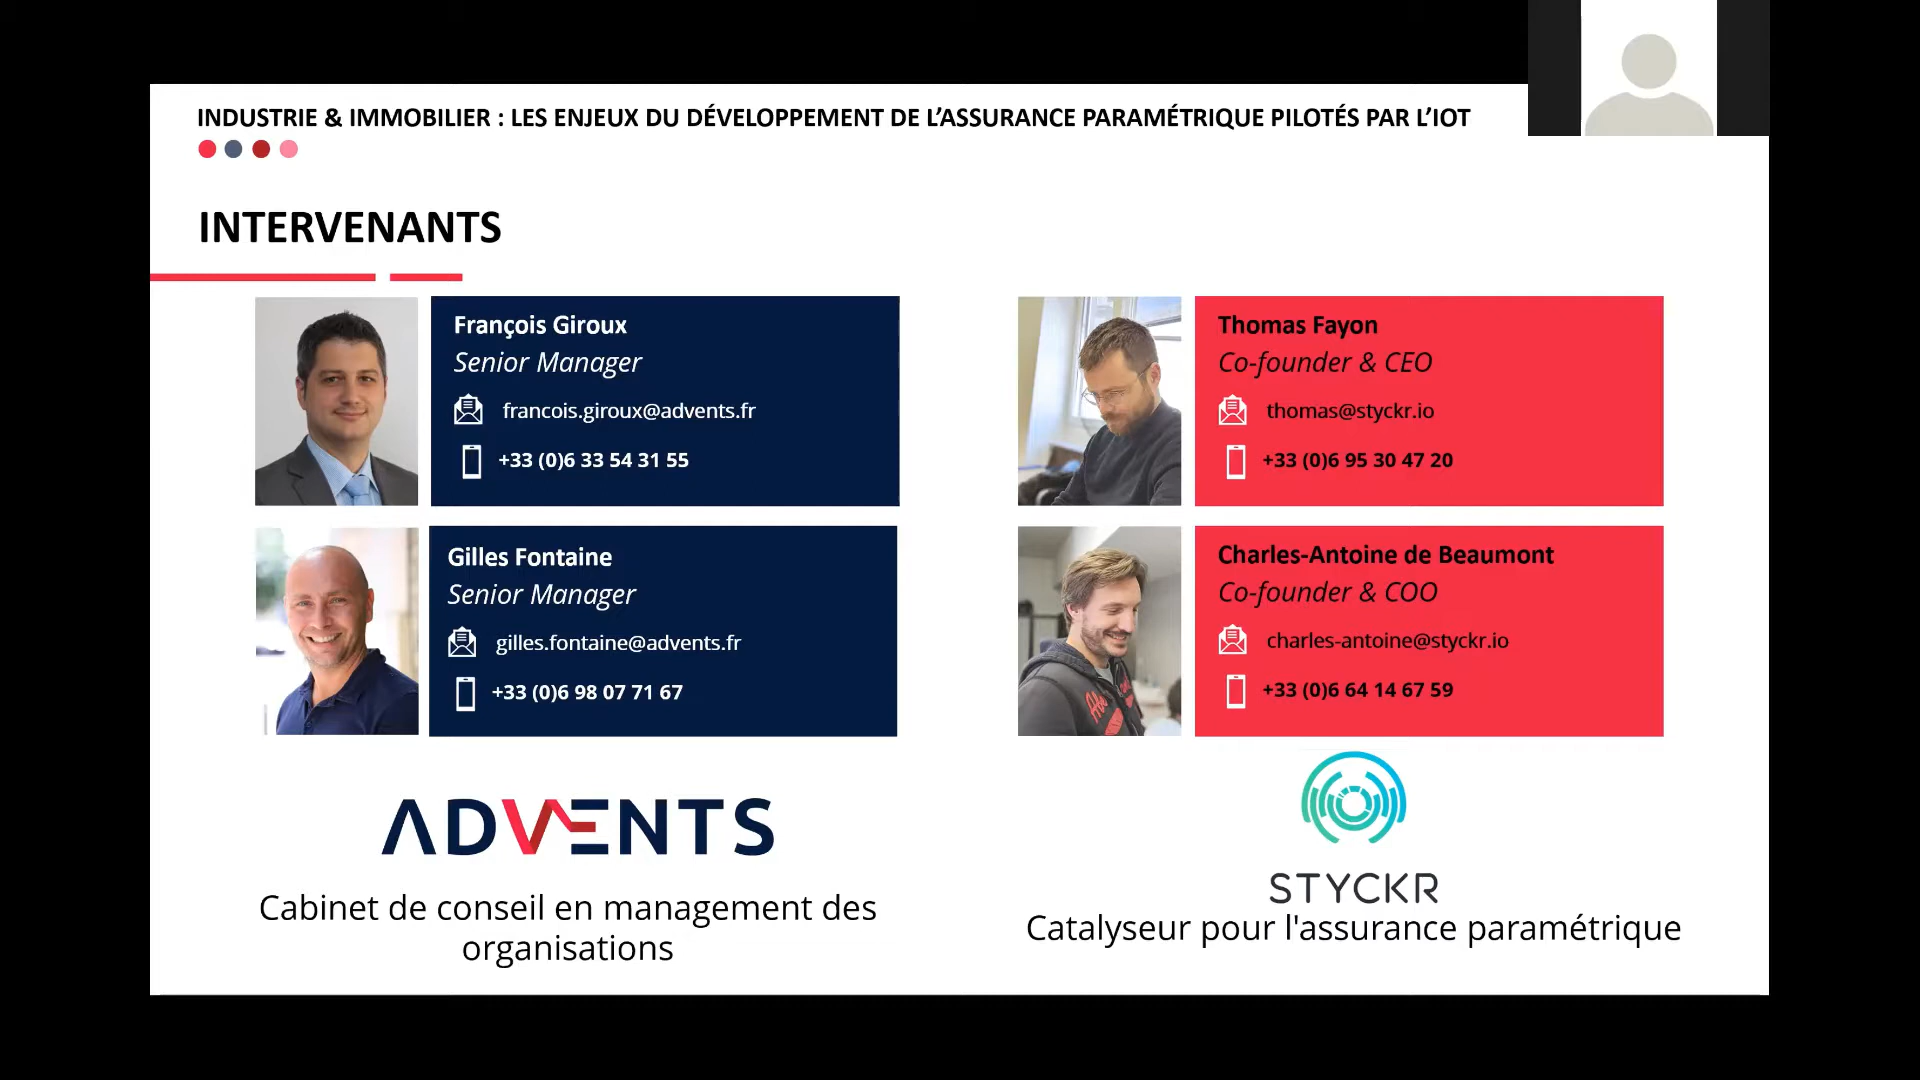 INDUSTRIE & IMMOBILIER : LES ENJEUX DU DÉVELOPPEMENT DE L’ASSURANCE PARAMÉTRIQUE PILOTÉS PAR L’IOT
INTERVENANTS
François Giroux
Senior Manager
francois.giroux@advents.fr
+33 (0)6 33 54 31 55
Gilles Fontaine
Senior Manager
gilles.fontaine@advents.fr
+33 (0)6 98 07 71 67
ADVENTS
Cabinet de conseil en management des
organisations
Thomas Fayon
Co-founder & CEO
thomas@styckr.io
+33 (0)6 95 30 47 20
Charles-Antoine de Beaumont
Co-founder & COO
charles-antoine@styckr.io
+33 (0)6 64 14 67 59
STYCKR
Catalyseur pour l'assurance paramétrique